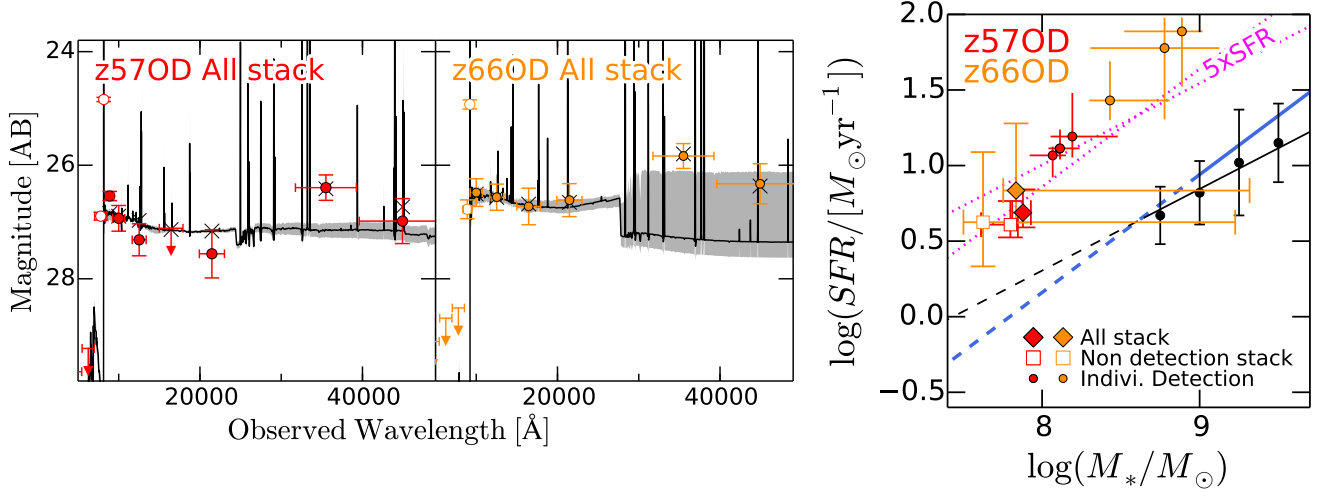 24
26
28
Magnitude [AB]
z57OD All stack
z66OD All stack
20000
40000
20000
40000
Observed Wavelength [Å]
2.0
1.5
1.0
0.5
0.0
−0.5
log(SFR/[M⊙yr⁻¹])
z57OD
z66OD
5xSFR
All stack
Non detection stack
Indivi. Detection
8
9
log(M*/M⊙)